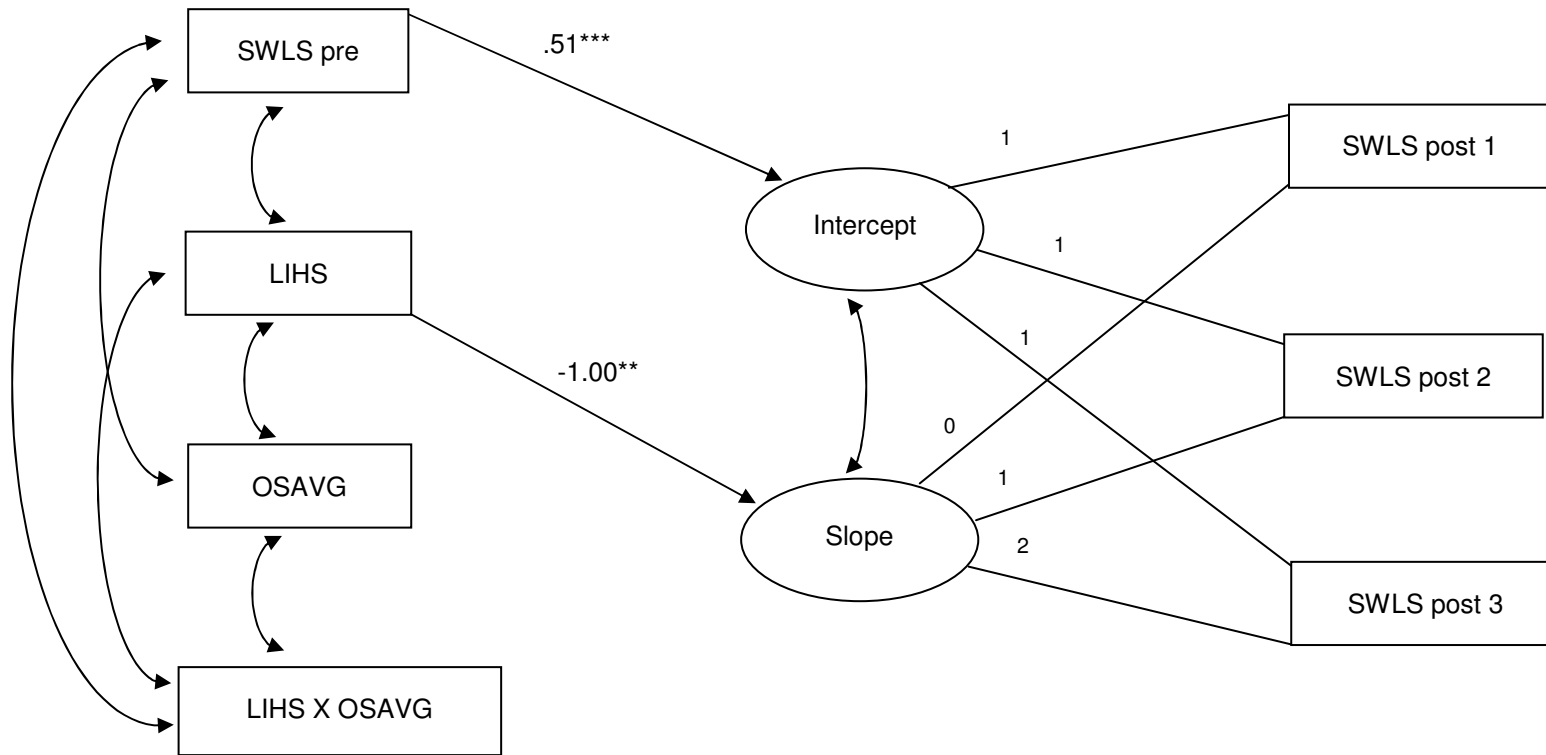 SWLS pre
.51***
1
SWLS post 1
Intercept
1
LIHS
1
-1.00**
SWLS post 2
0
OSAVG
1
Slope
2
SWLS post 3
LIHS X OSAVG